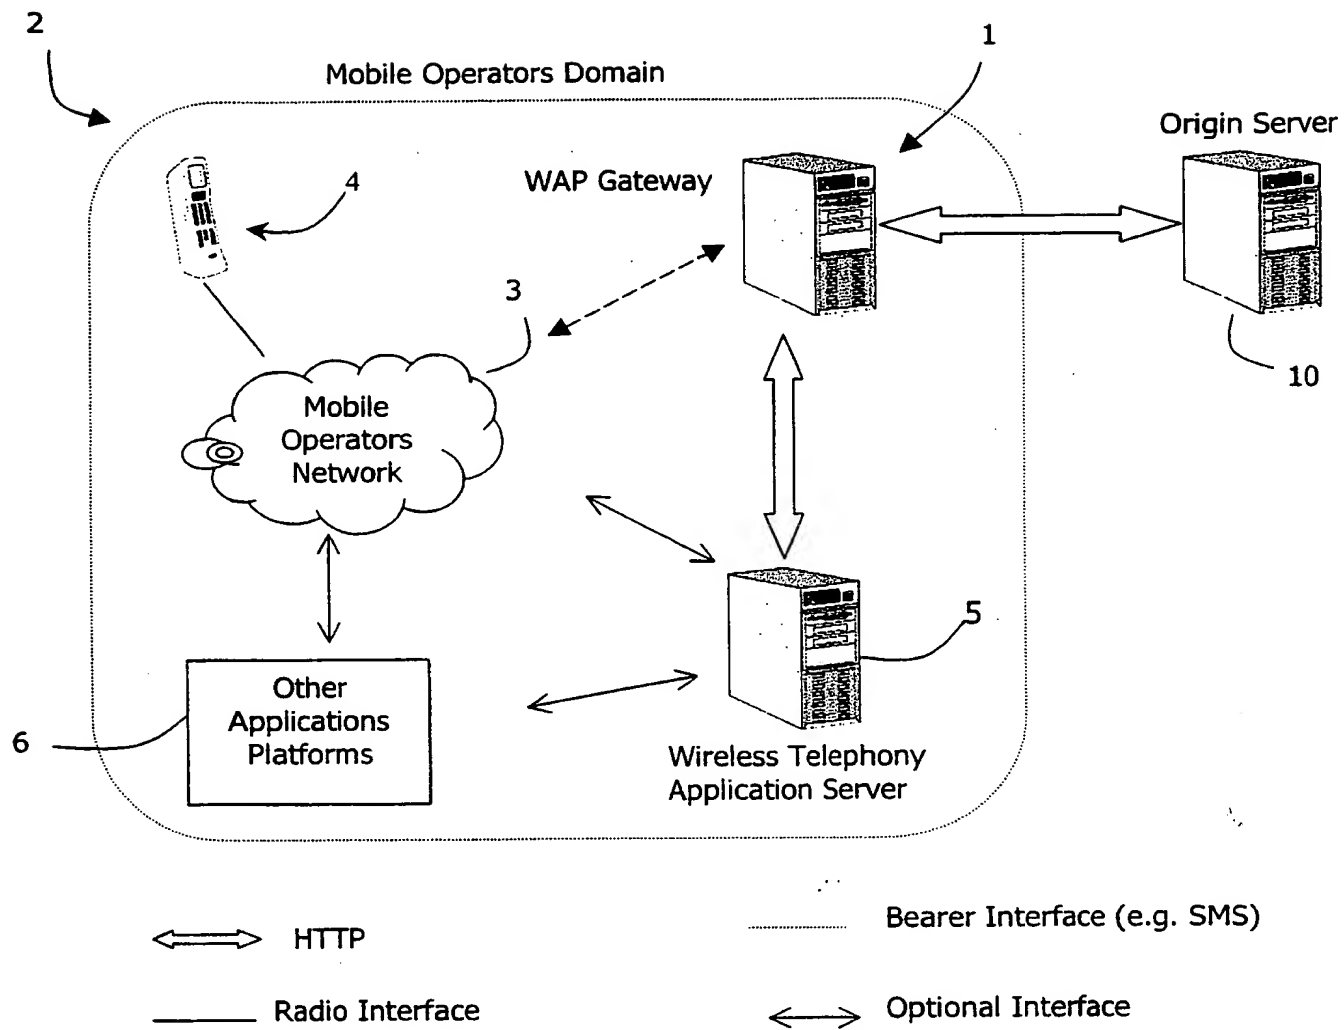 2
1
Mobile Operators Domain
Origin Server
WAP Gateway
4
3
10
Mobile
Operators
Network
5
Other
Applications
Platforms
6
Wireless Telephony
Application Server
Bearer Interface (e.g. SMS)
HTTP
Radio Interface
Optional Interface